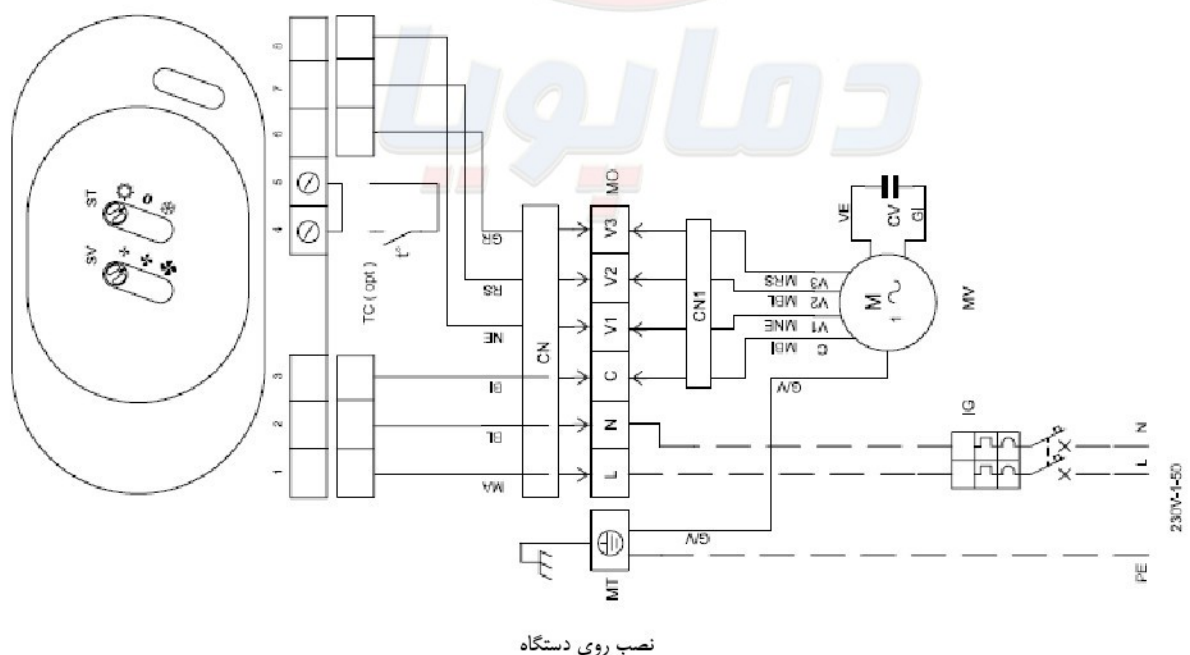 دماپویا
ST
SV
1
2
3
4
5
6
7
8
TC ( opt )
t°
MA
BL
BI
NE
RS
GR
CN
MO
L
N
C
V1
V2
V3
CN1
MBI
MNE
MBL
MRS
C
V1
V2
V3
M
1
MV
VE
CV
GI
G/V
G/V
MT
IG
PE
L
N
230V-1-50
نصب روی دستگاه